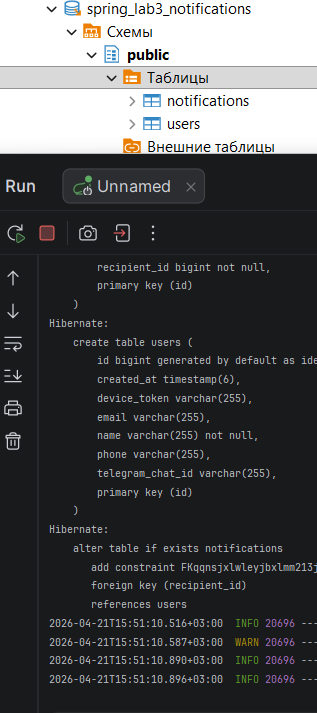 spring_lab3_notifications
Схемы
public
Таблицы
notifications
users
Внешние таблицы
Run
Unnamed
recipient_id bigint not null,
primary key (id)
)
Hibernate:
create table users (
id bigint generated by default as ide
created_at timestamp(6),
device_token varchar(255),
email varchar(255),
name varchar(255) not null,
phone varchar(255),
telegram_chat_id varchar(255),
primary key (id)
)
Hibernate:
alter table if exists notifications
add constraint FKqqnsjxlwleyjbxlmm213j
foreign key (recipient_id)
references users
2026-04-21T15:51:10.516+03:00 INFO 20696 ---
2026-04-21T15:51:10.587+03:00 WARN 20696 ---
2026-04-21T15:51:10.890+03:00 INFO 20696 ---
2026-04-21T15:51:10.896+03:00 INFO 20696 ---